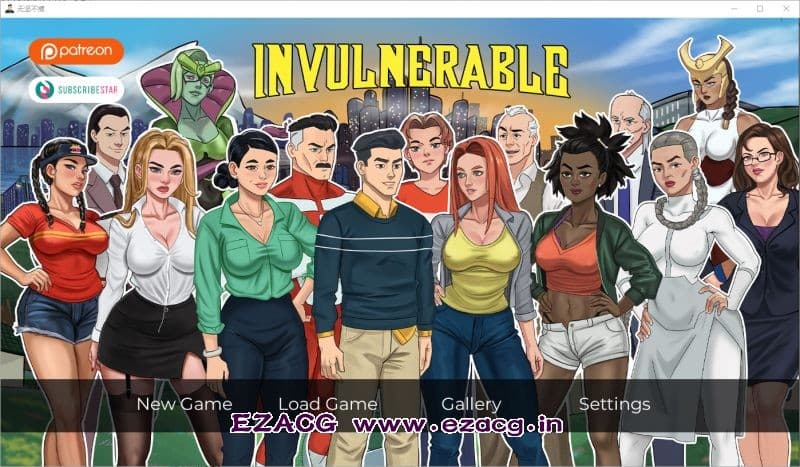 无坚不摧
patreon
SUBSCRIBESTAR
INVULNERABLE
New Game Load Game Gallery Settings
EZACG www.ezacg.in